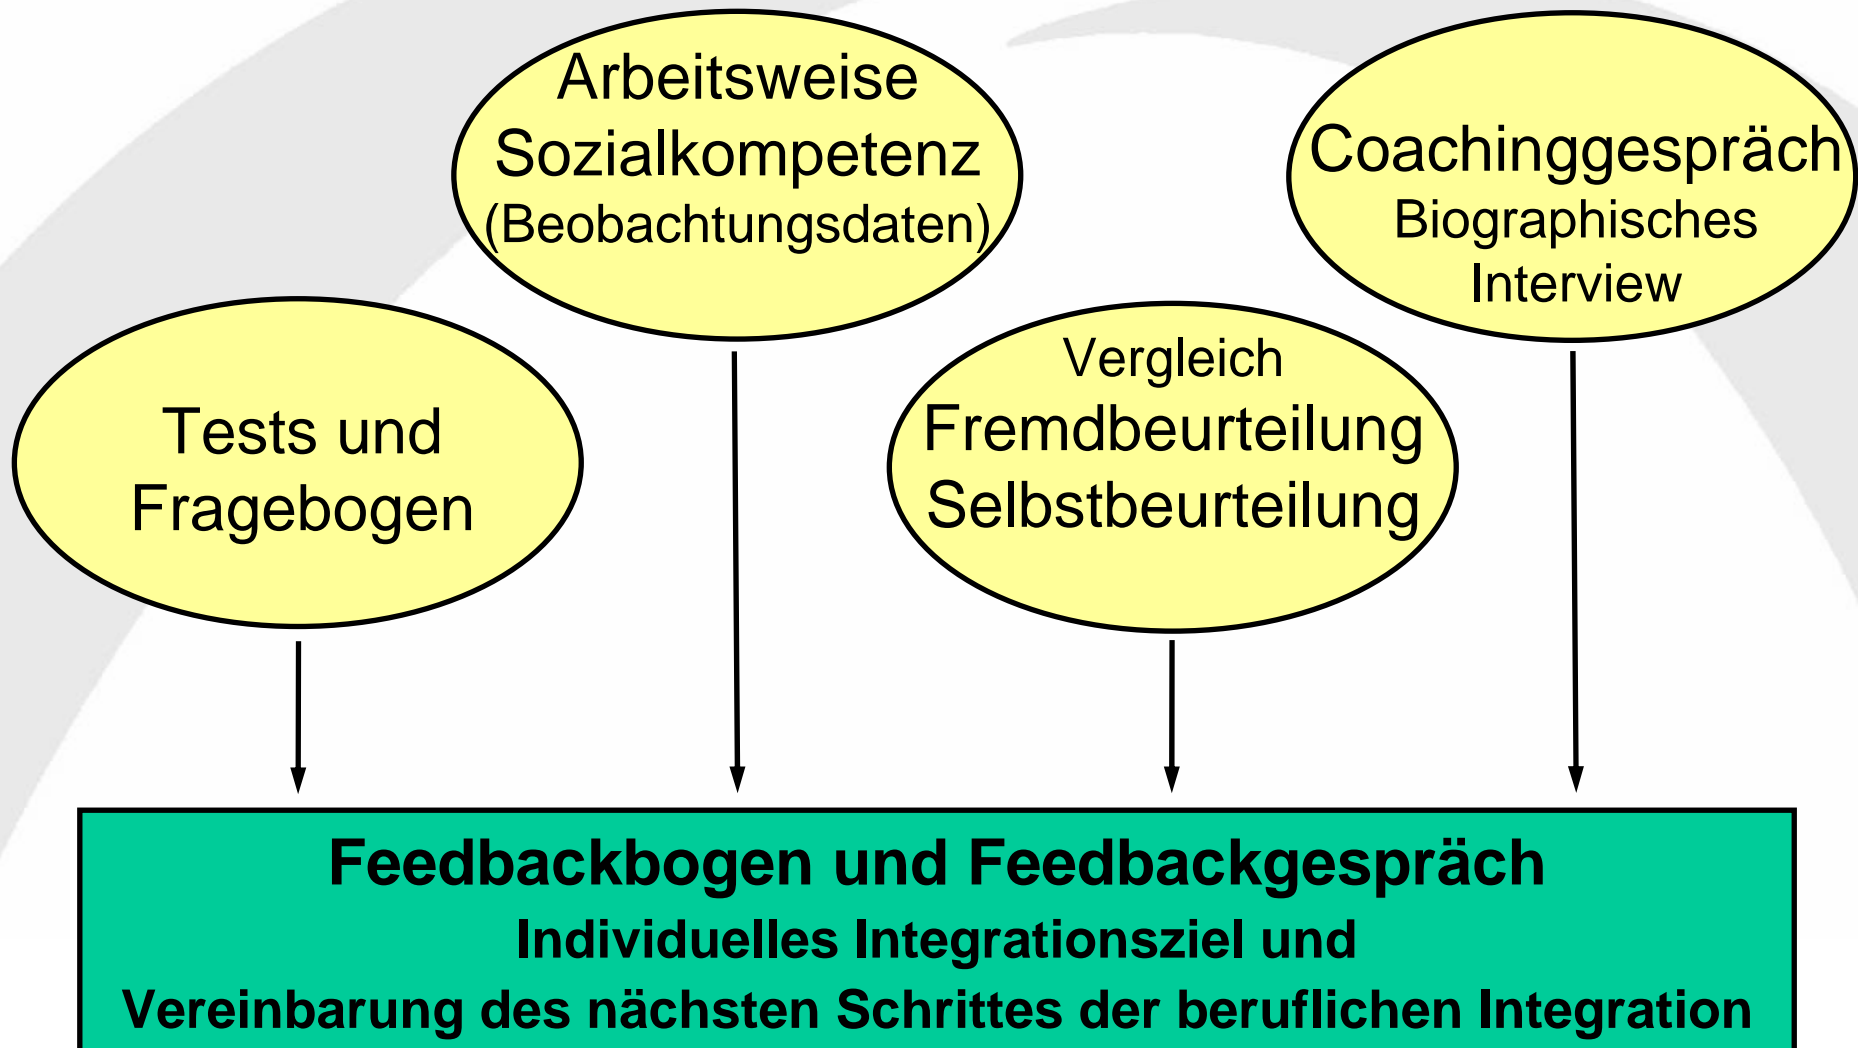 Arbeitsweise
Sozialkompetenz
(Beobachtungsdaten)
Coachinggespräch
Biographisches
Interview
Tests und
Fragebogen
Vergleich
Fremdbeurteilung
Selbstbeurteilung
Feedbackbogen und Feedbackgespräch
Individuelles Integrationsziel und
Vereinbarung des nächsten Schrittes der beruflichen Integration